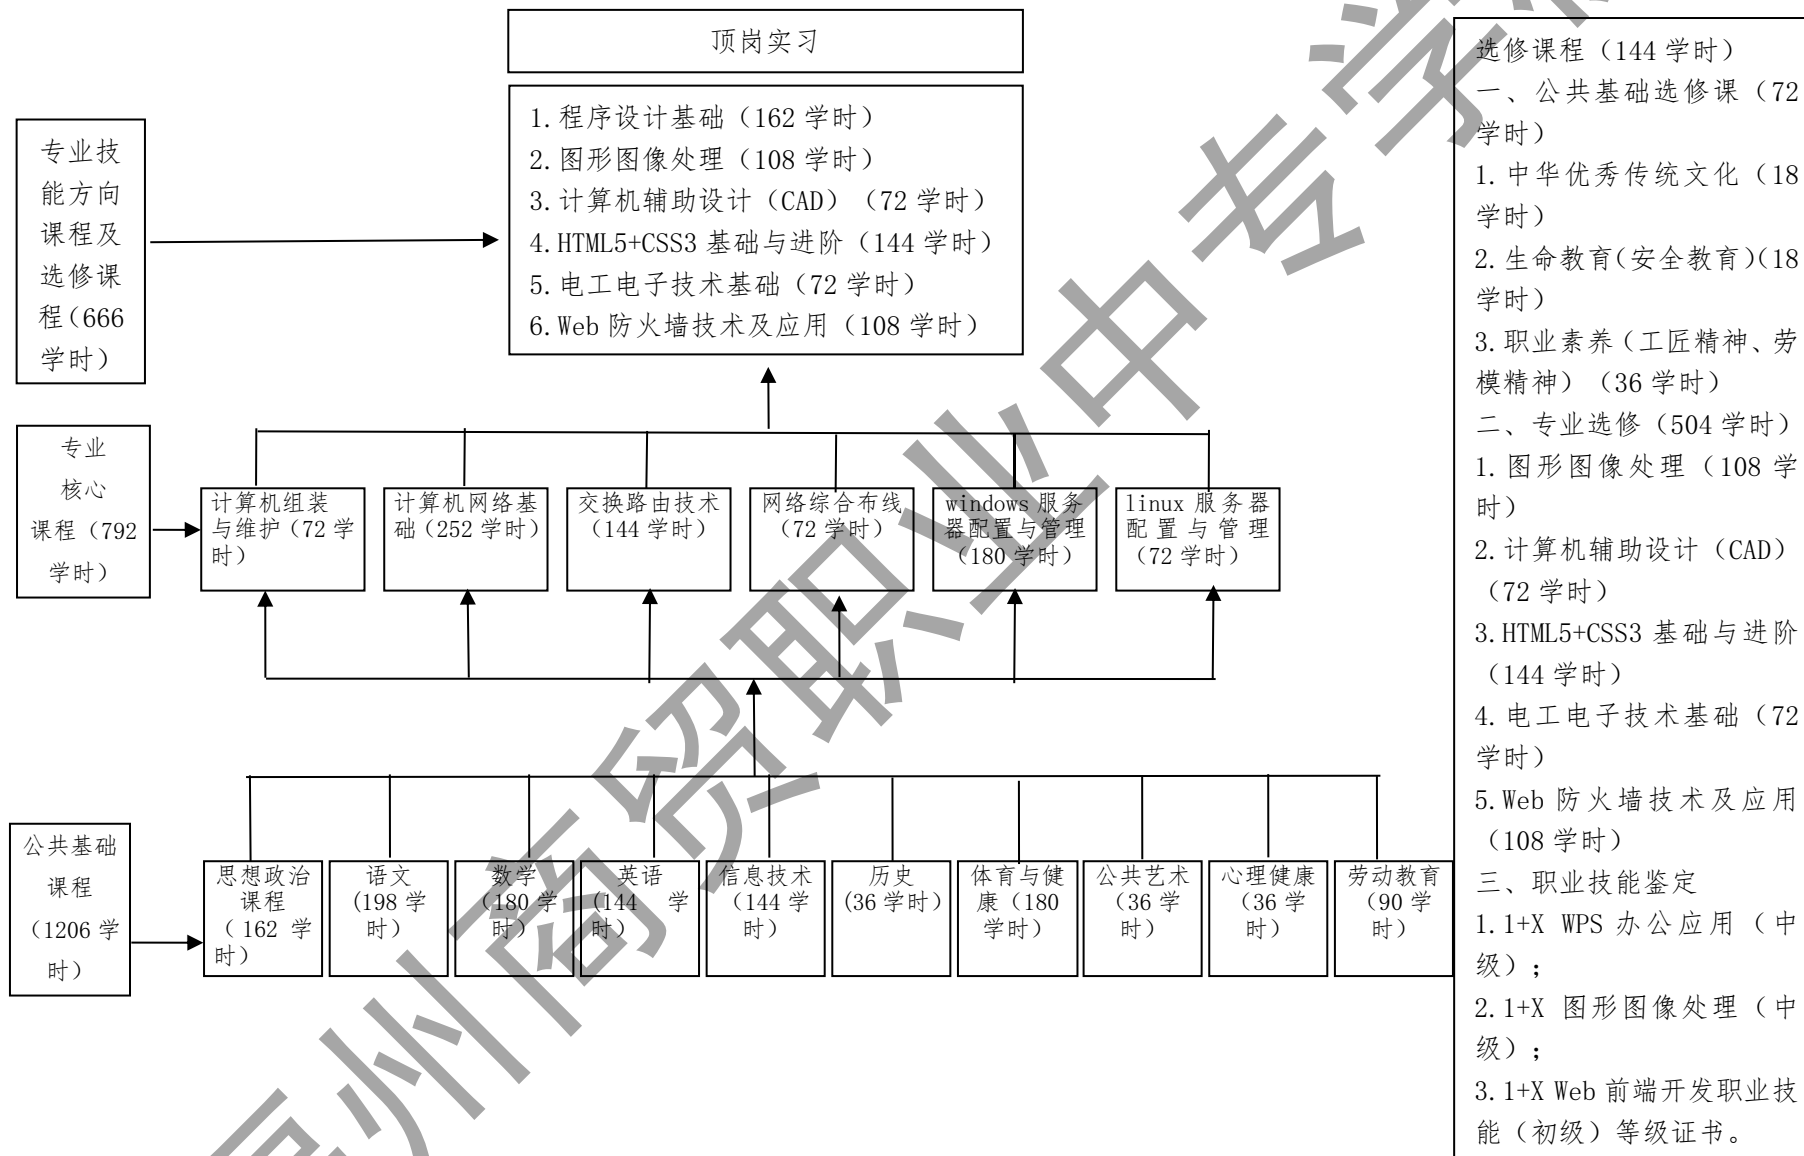 顶岗实习
专业技
能方向
课程及
选修课
程(666
学时)
1.程序设计基础（162 学时）
2.图形图像处理（108 学时）
3.计算机辅助设计（CAD）（72 学时）
4.HTML5+CSS3 基础与进阶（144 学时）
5.电工电子技术基础（72 学时）
6.Web 防火墙技术及应用（108 学时）
专业
核心
课程（792
学时）
计算机组装
与维护(72 学
时）
计算机网络基
础(252 学时）
交换路由技术
（144 学时）
网络综合布线
（72 学时）
windows 服务
器配置与管理
（180 学时）
linux 服务器
配置与管理
（72 学时）
公共基础
课程
（1206 学
时）
思想政治
课程
（162 学
时）
语文
(198 学
时）
数学
（180 学
时）
英语
（144 学
时）
信息技术
（144 学
时）
历史
(36 学时)
体育与健
康（180
学时）
公共艺术
（36 学
时）
心理健康
（36 学
时）
劳动教育
（90 学
时）
选修课程（144 学时）
一、公共基础选修课（72
学时）
1.中华优秀传统文化（18
学时）
2.生命教育(安全教育)(18
学时）
3.职业素养（工匠精神、劳
模精神）（36 学时）
二、专业选修（504 学时）
1.图形图像处理（108 学
时）
2.计算机辅助设计（CAD）
（72 学时）
3.HTML5+CSS3 基础与进阶
（144 学时）
4.电工电子技术基础（72
学时）
5.Web 防火墙技术及应用
（108 学时）
三、职业技能鉴定
1.1+X WPS 办公应用（中
级）；
2.1+X 图形图像处理（中
级）；
3.1+X Web 前端开发职业技
能（初级）等级证书。
州商贸职业中专学